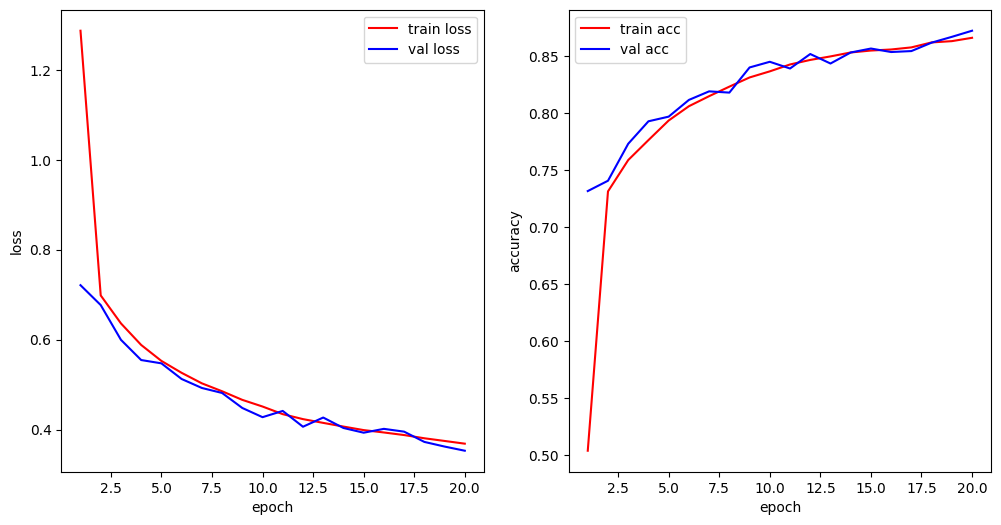 train loss
val loss
1.2
1.0
0.8
0.6
0.4
loss
2.5 5.0 7.5 10.0 12.5 15.0 17.5 20.0
epoch
train acc
val acc
0.85
0.80
0.75
0.70
0.65
0.60
0.55
0.50
accuracy
2.5 5.0 7.5 10.0 12.5 15.0 17.5 20.0
epoch